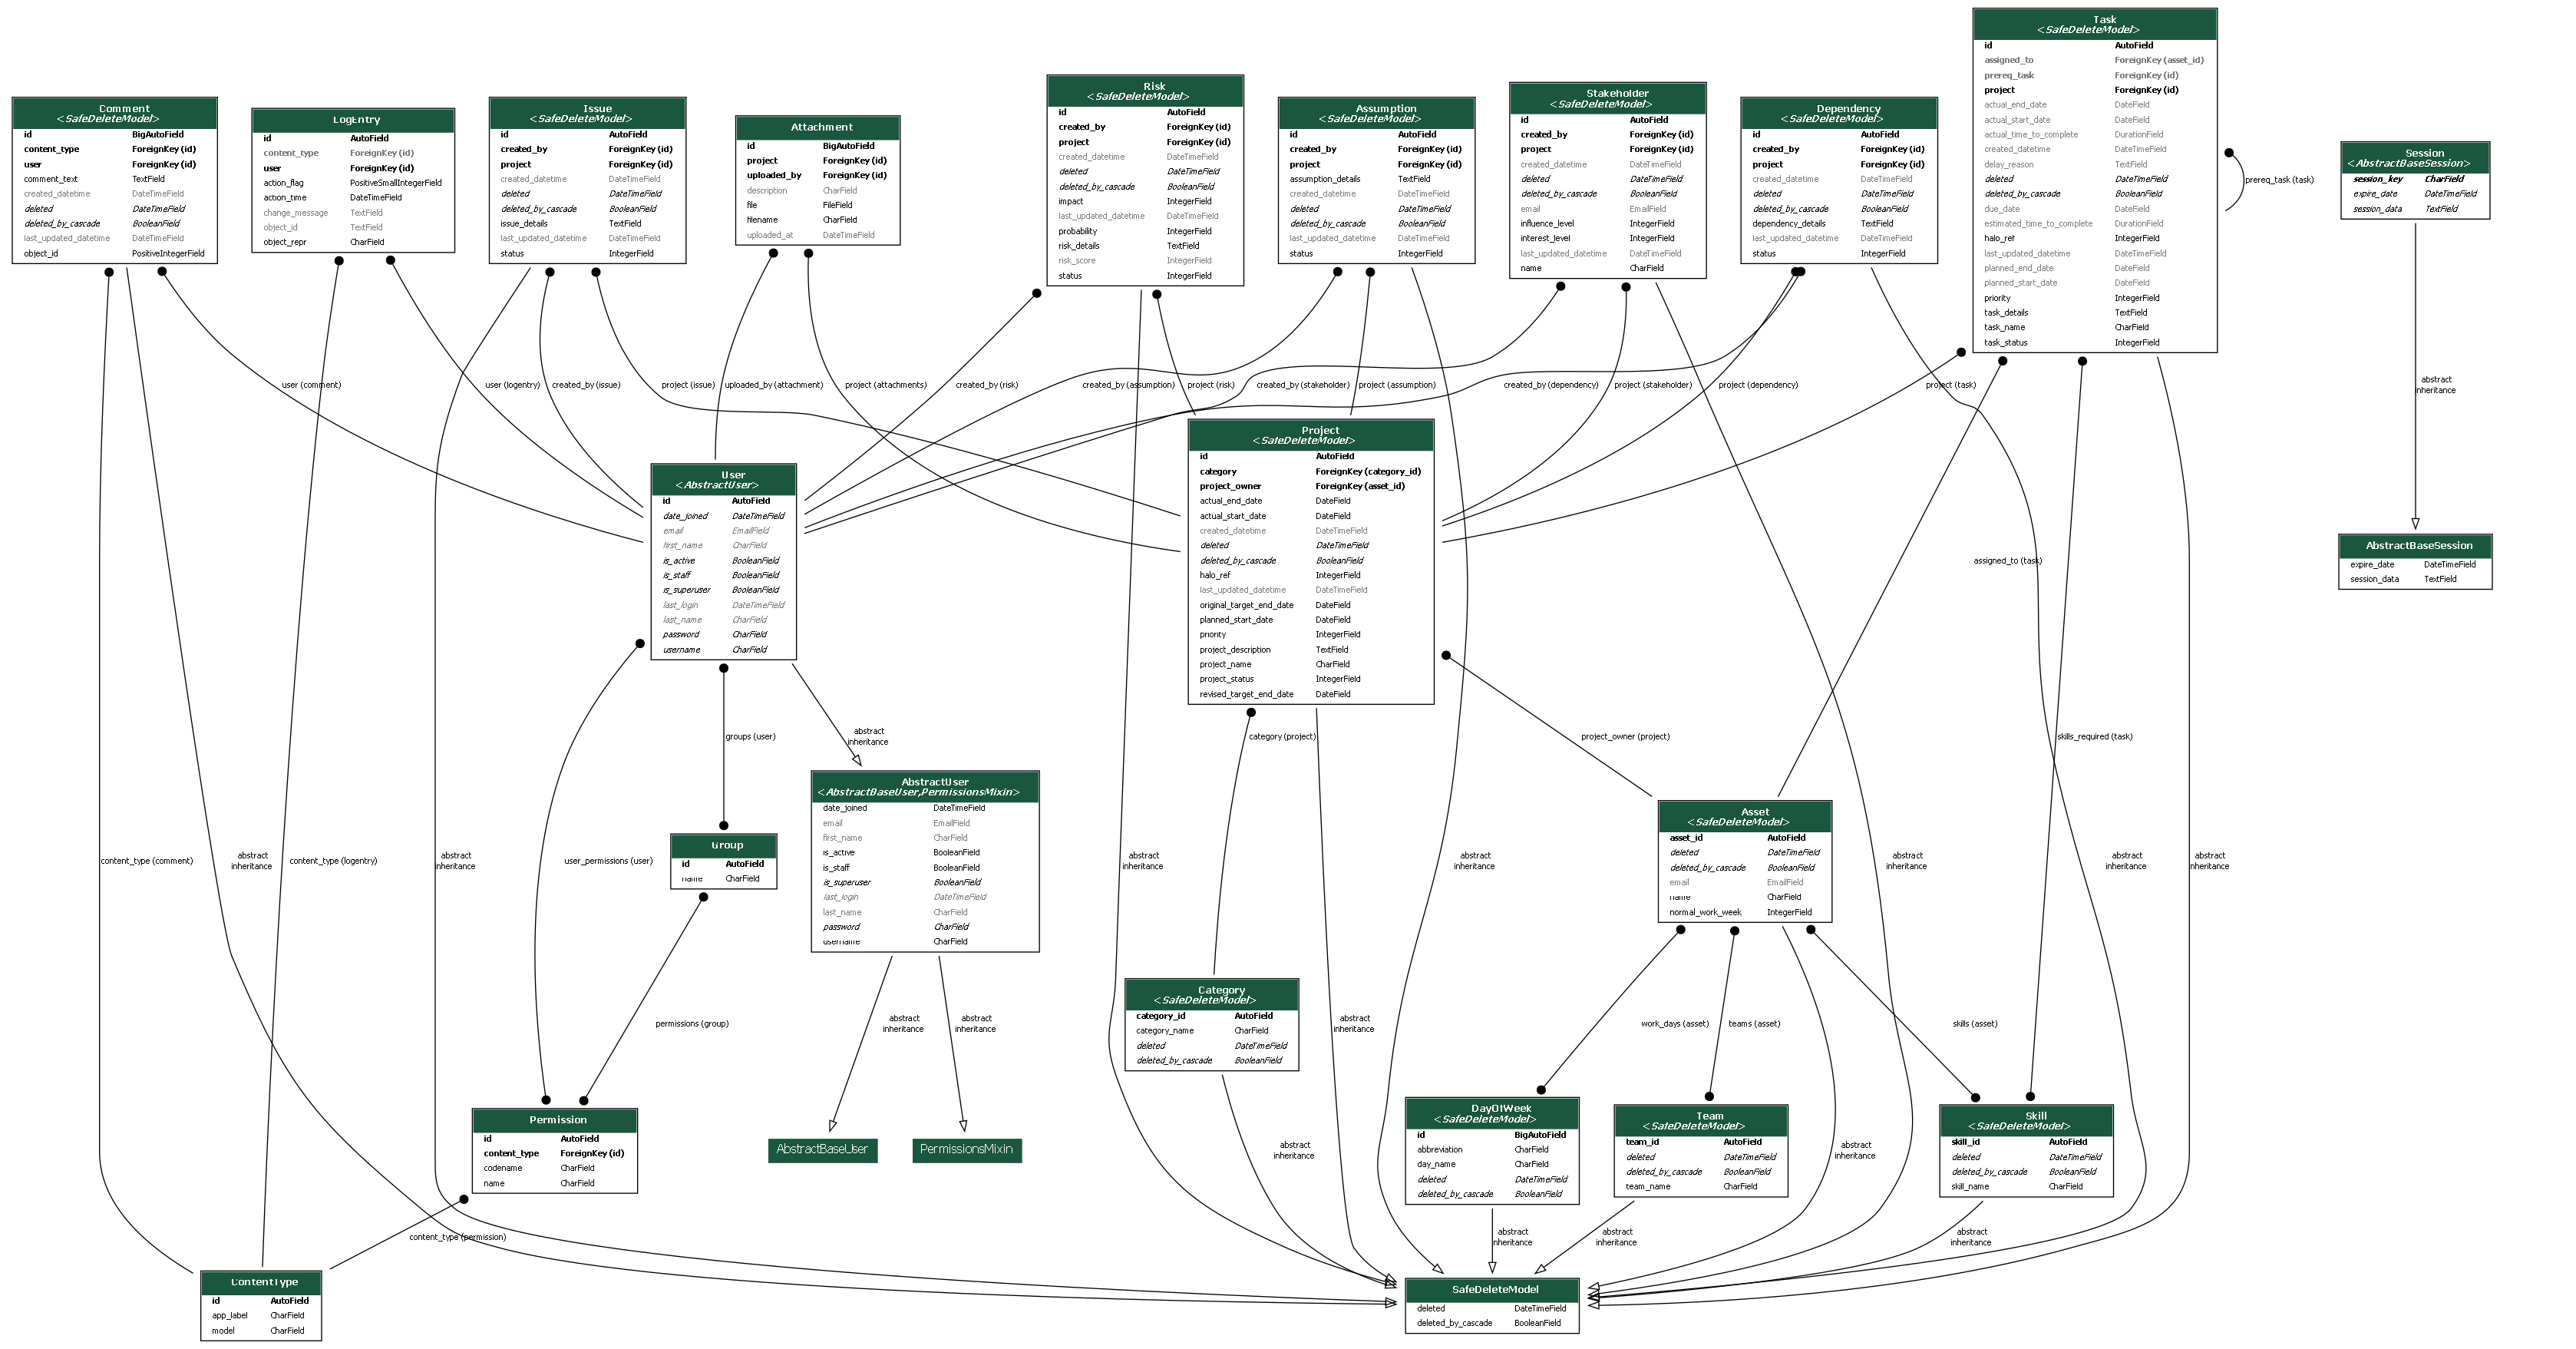 Comment
<SafeDeleteModel>
id BigAutoField
content_type ForeignKey (id)
user ForeignKey (id)
comment_text TextField
created_datetime DateTimeField
deleted DateTimeField
deleted_by_cascade BooleanField
last_updated_datetime DateTimeField
object_id PositiveIntegerField
LogEntry
id AutoField
content_type ForeignKey (id)
user ForeignKey (id)
action_flag PositiveSmallIntegerField
action_time DateTimeField
change_message TextField
object_id TextField
object_repr CharField
Issue
<SafeDeleteModel>
id AutoField
created_by ForeignKey (id)
project ForeignKey (id)
created_datetime DateTimeField
deleted DateTimeField
deleted_by_cascade BooleanField
issue_details TextField
last_updated_datetime DateTimeField
status IntegerField
Attachment
id BigAutoField
project ForeignKey (id)
uploaded_by ForeignKey (id)
description CharField
file FileField
filename CharField
uploaded_at DateTimeField
Risk
<SafeDeleteModel>
id AutoField
created_by ForeignKey (id)
project ForeignKey (id)
created_datetime DateTimeField
deleted DateTimeField
deleted_by_cascade BooleanField
impact IntegerField
last_updated_datetime DateTimeField
probability IntegerField
risk_details TextField
risk_score IntegerField
status IntegerField
Assumption
<SafeDeleteModel>
id AutoField
created_by ForeignKey (id)
project ForeignKey (id)
assumption_details TextField
created_datetime DateTimeField
deleted DateTimeField
deleted_by_cascade BooleanField
last_updated_datetime DateTimeField
status IntegerField
Stakeholder
<SafeDeleteModel>
id AutoField
created_by ForeignKey (id)
project ForeignKey (id)
created_datetime DateTimeField
deleted DateTimeField
deleted_by_cascade BooleanField
email EmailField
influence_level IntegerField
interest_level IntegerField
last_updated_datetime DateTimeField
name CharField
Dependency
<SafeDeleteModel>
id AutoField
created_by ForeignKey (id)
project ForeignKey (id)
created_datetime DateTimeField
deleted DateTimeField
deleted_by_cascade BooleanField
dependency_details TextField
last_updated_datetime DateTimeField
status IntegerField
Task
<SafeDeleteModel>
id AutoField
assigned_to ForeignKey (asset_id)
prereq_task ForeignKey (id)
project ForeignKey (id)
actual_end_date DateField
actual_start_date DateField
actual_time_to_complete DurationField
created_datetime DateTimeField
delay_reason TextField
deleted DateTimeField
deleted_by_cascade BooleanField
due_date DateField
estimated_time_to_complete DurationField
halo_ref IntegerField
last_updated_datetime DateTimeField
planned_end_date DateField
planned_start_date DateField
priority IntegerField
task_details TextField
task_name CharField
task_status IntegerField
prereq_task (task)
Session
<AbstractBaseSession>
session_key CharField
expire_date DateTimeField
session_data TextField
user (comment)
user (logentry)
created_by (issue)
project (issue)
uploaded_by (attachment)
project (attachments)
created_by (risk)
created_by (assumption)
project (risk)
created_by (stakeholder)
project (assumption)
created_by (dependency)
project (stakeholder)
project (dependency)
project (task)
abstract
inheritance
User
<AbstractUser>
id AutoField
date_joined DateTimeField
email EmailField
first_name CharField
is_active BooleanField
is_staff BooleanField
is_superuser BooleanField
last_login DateTimeField
last_name CharField
password CharField
username CharField
Project
<SafeDeleteModel>
id AutoField
category ForeignKey (category_id)
project_owner ForeignKey (asset_id)
actual_end_date DateField
actual_start_date DateField
created_datetime DateTimeField
deleted DateTimeField
deleted_by_cascade BooleanField
halo_ref IntegerField
last_updated_datetime DateTimeField
original_target_end_date DateField
planned_start_date DateField
priority IntegerField
project_description TextField
project_name CharField
project_status IntegerField
revised_target_end_date DateField
AbstractBaseSession
expire_date DateTimeField
session_data TextField
assigned_to (task)
groups (user)
abstract
inheritance
category (project)
project_owner (project)
skills_required (task)
AbstractUser
<AbstractBaseUser,PermissionsMixin>
date_joined DateTimeField
email EmailField
first_name CharField
is_active BooleanField
is_staff BooleanField
is_superuser BooleanField
last_login DateTimeField
last_name CharField
password CharField
username CharField
Group
id AutoField
name CharField
Asset
<SafeDeleteModel>
asset_id AutoField
deleted DateTimeField
deleted_by_cascade BooleanField
email EmailField
name CharField
normal_work_week IntegerField
content_type (comment)
abstract
inheritance
content_type (logentry)
abstract
inheritance
user_permissions (user)
abstract
inheritance
abstract
inheritance
abstract
inheritance
abstract
inheritance
abstract
inheritance
permissions (group)
abstract
inheritance
abstract
inheritance
abstract
inheritance
work_days (asset)
teams (asset)
skills (asset)
Category
<SafeDeleteModel>
category_id AutoField
category_name CharField
deleted DateTimeField
deleted_by_cascade BooleanField
Permission
id AutoField
content_type ForeignKey (id)
codename CharField
name CharField
AbstractBaseUser
PermissionsMixin
abstract
inheritance
DayOfWeek
<SafeDeleteModel>
id BigAutoField
abbreviation CharField
day_name CharField
deleted DateTimeField
deleted_by_cascade BooleanField
Team
<SafeDeleteModel>
team_id AutoField
deleted DateTimeField
deleted_by_cascade BooleanField
team_name CharField
abstract
inheritance
Skill
<SafeDeleteModel>
skill_id AutoField
deleted DateTimeField
deleted_by_cascade BooleanField
skill_name CharField
content_type (permission)
abstract
inheritance
abstract
inheritance
abstract
inheritance
ContentType
id AutoField
app_label CharField
model CharField
SafeDeleteModel
deleted DateTimeField
deleted_by_cascade BooleanField